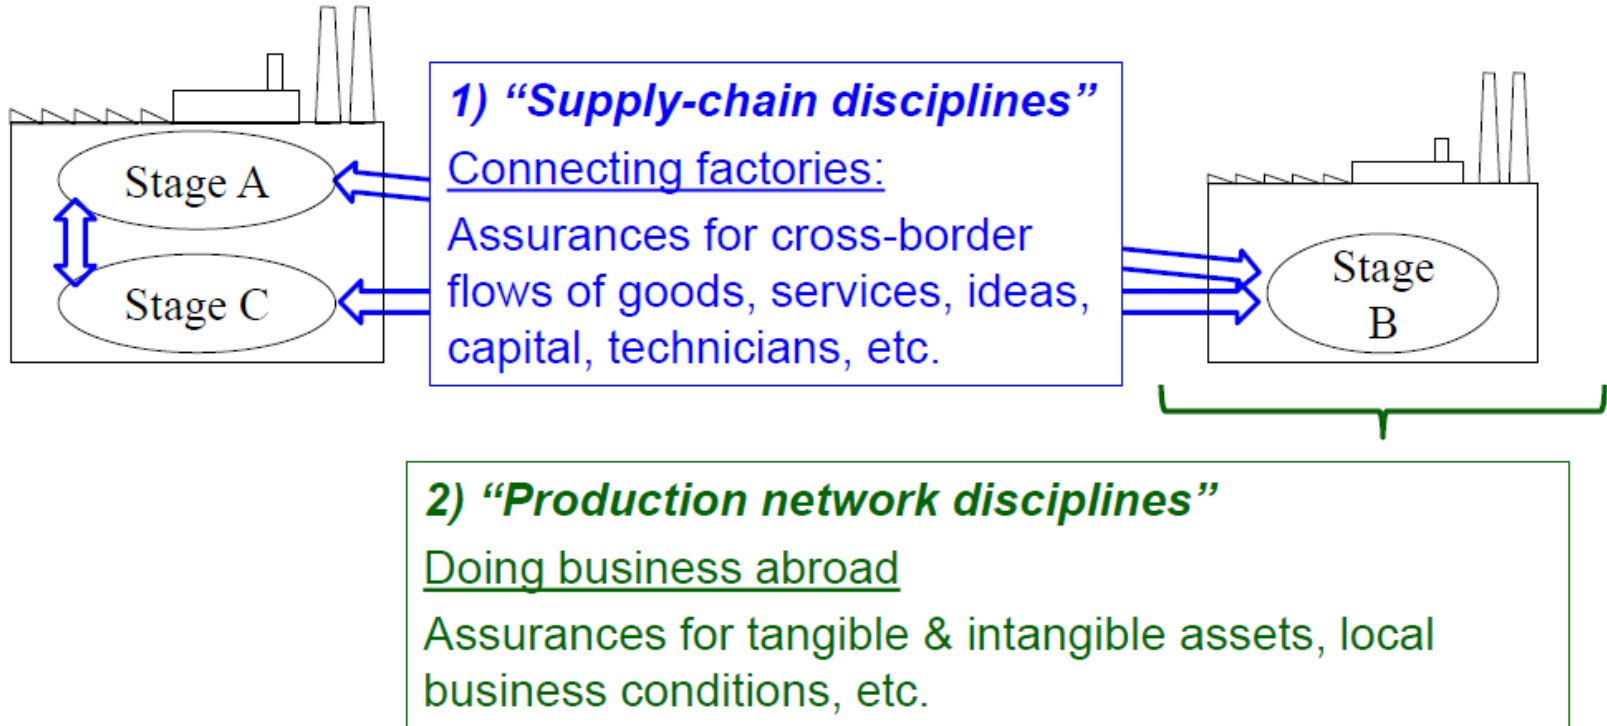 Stage A
Stage C
1) “Supply-chain disciplines”
Connecting factories:
Assurances for cross-border
flows of goods, services, ideas,
capital, technicians, etc.
Stage
B
2) “Production network disciplines”
Doing business abroad
Assurances for tangible & intangible assets, local
business conditions, etc.